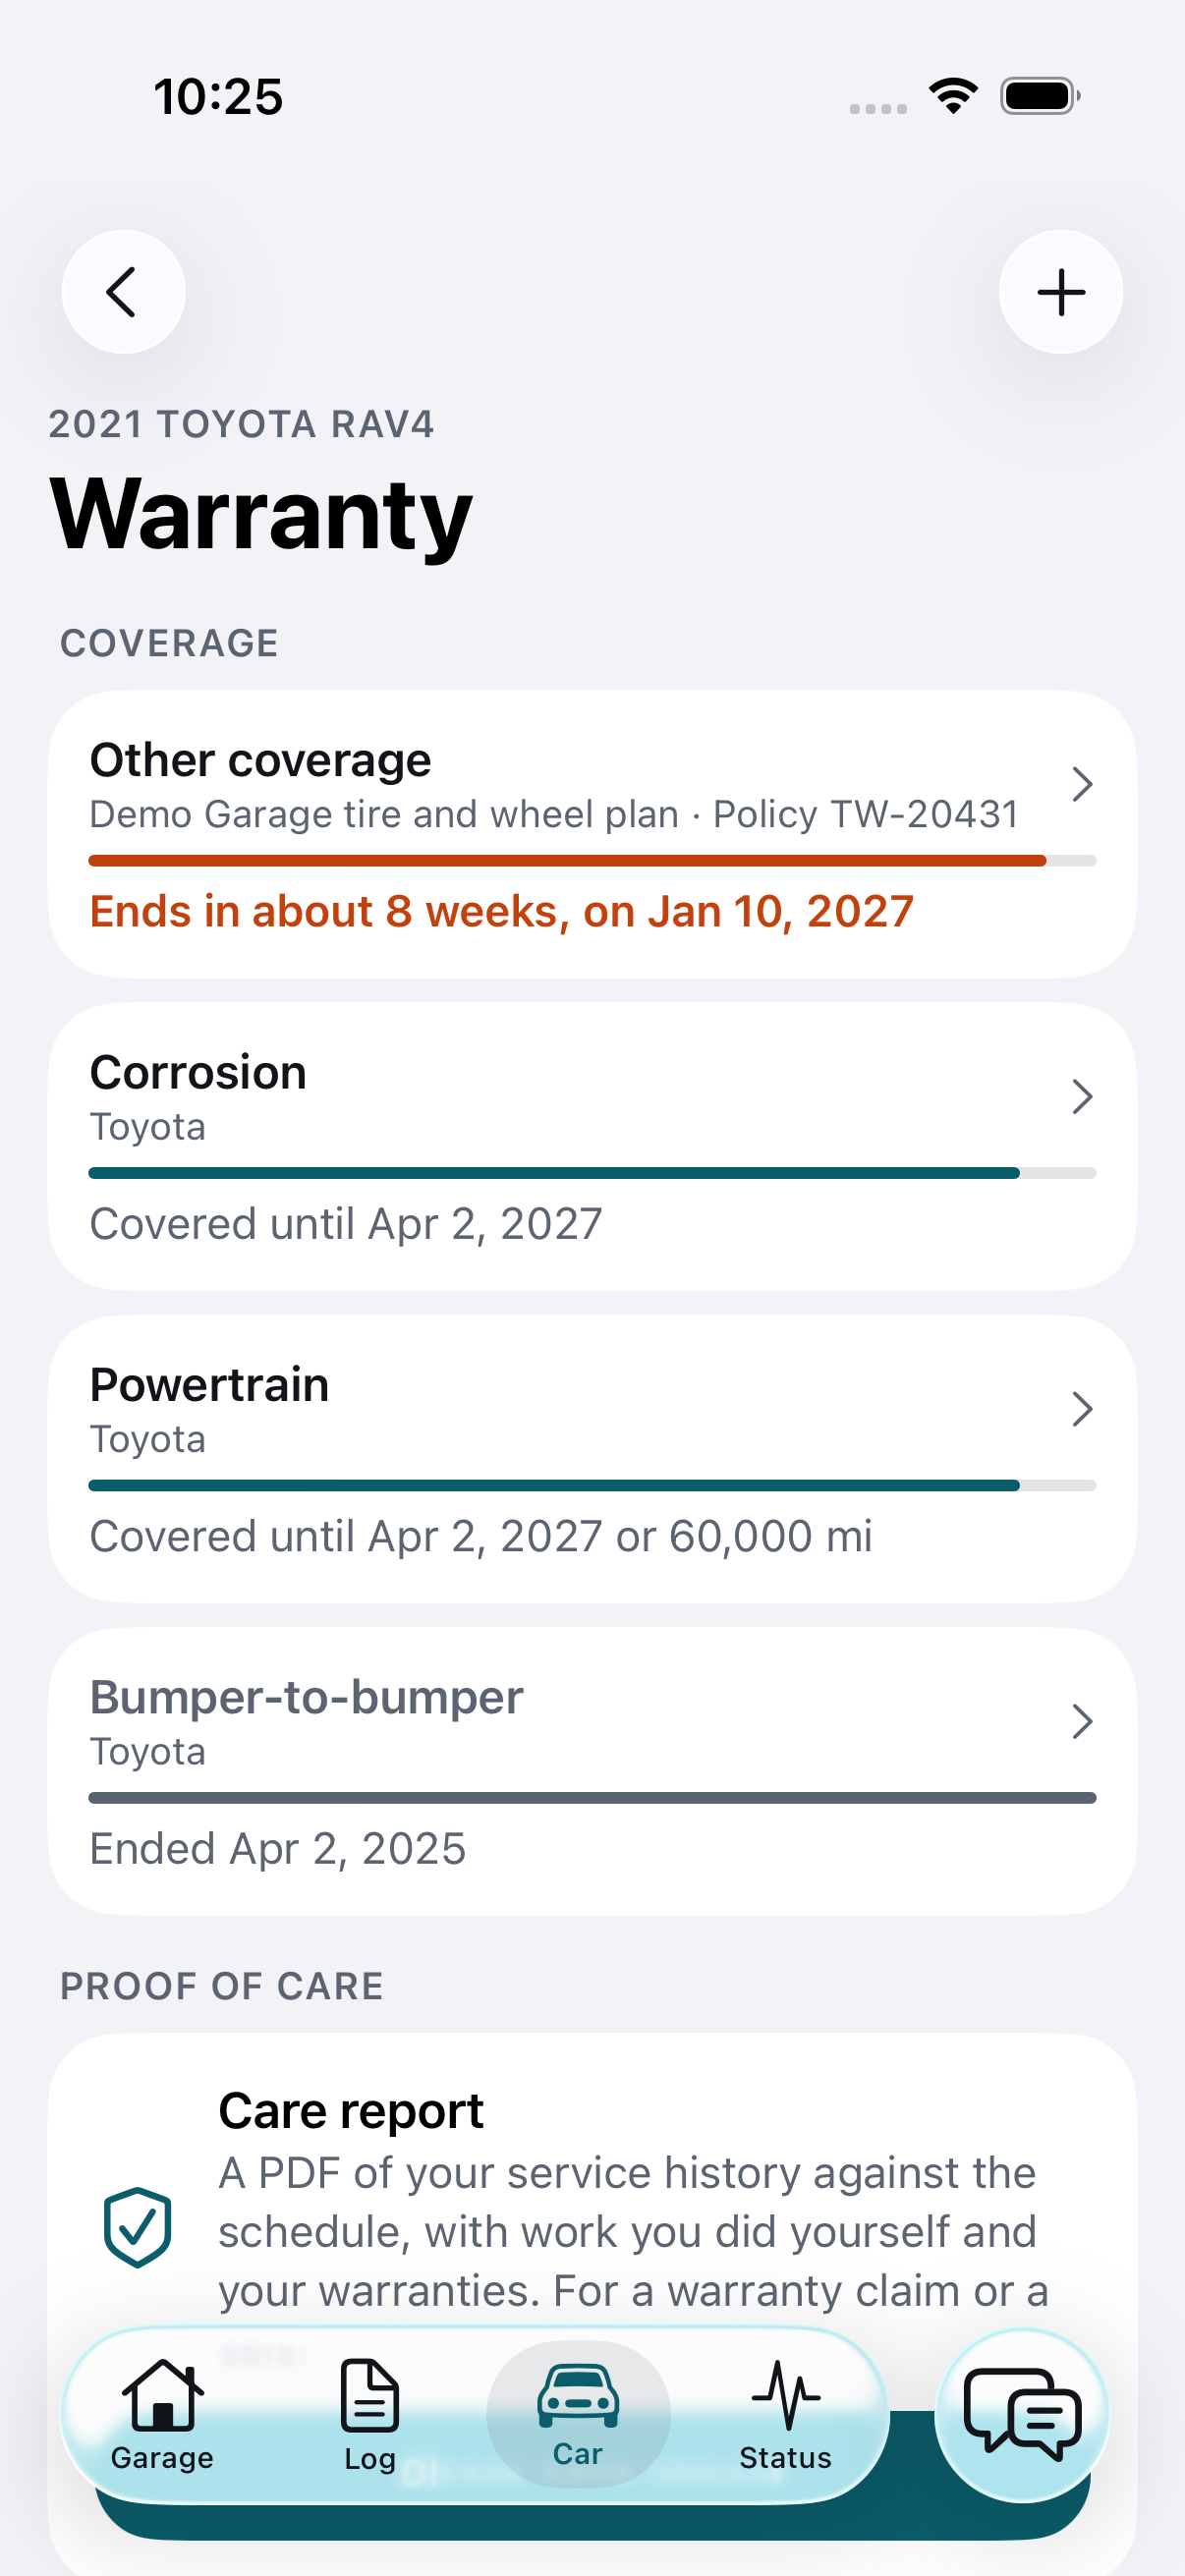 10:25
2021 TOYOTA RAV4
Warranty
COVERAGE
Other coverage
Demo Garage tire and wheel plan · Policy TW-20431
Ends in about 8 weeks, on Jan 10, 2027
Corrosion
Toyota
Covered until Apr 2, 2027
Powertrain
Toyota
Covered until Apr 2, 2027 or 60,000 mi
Bumper-to-bumper
Toyota
Ended Apr 2, 2025
PROOF OF CARE
Care report
A PDF of your service history against the
schedule, with work you did yourself and
your warranties. For a warranty claim or a
Garage
Log
Car
Status